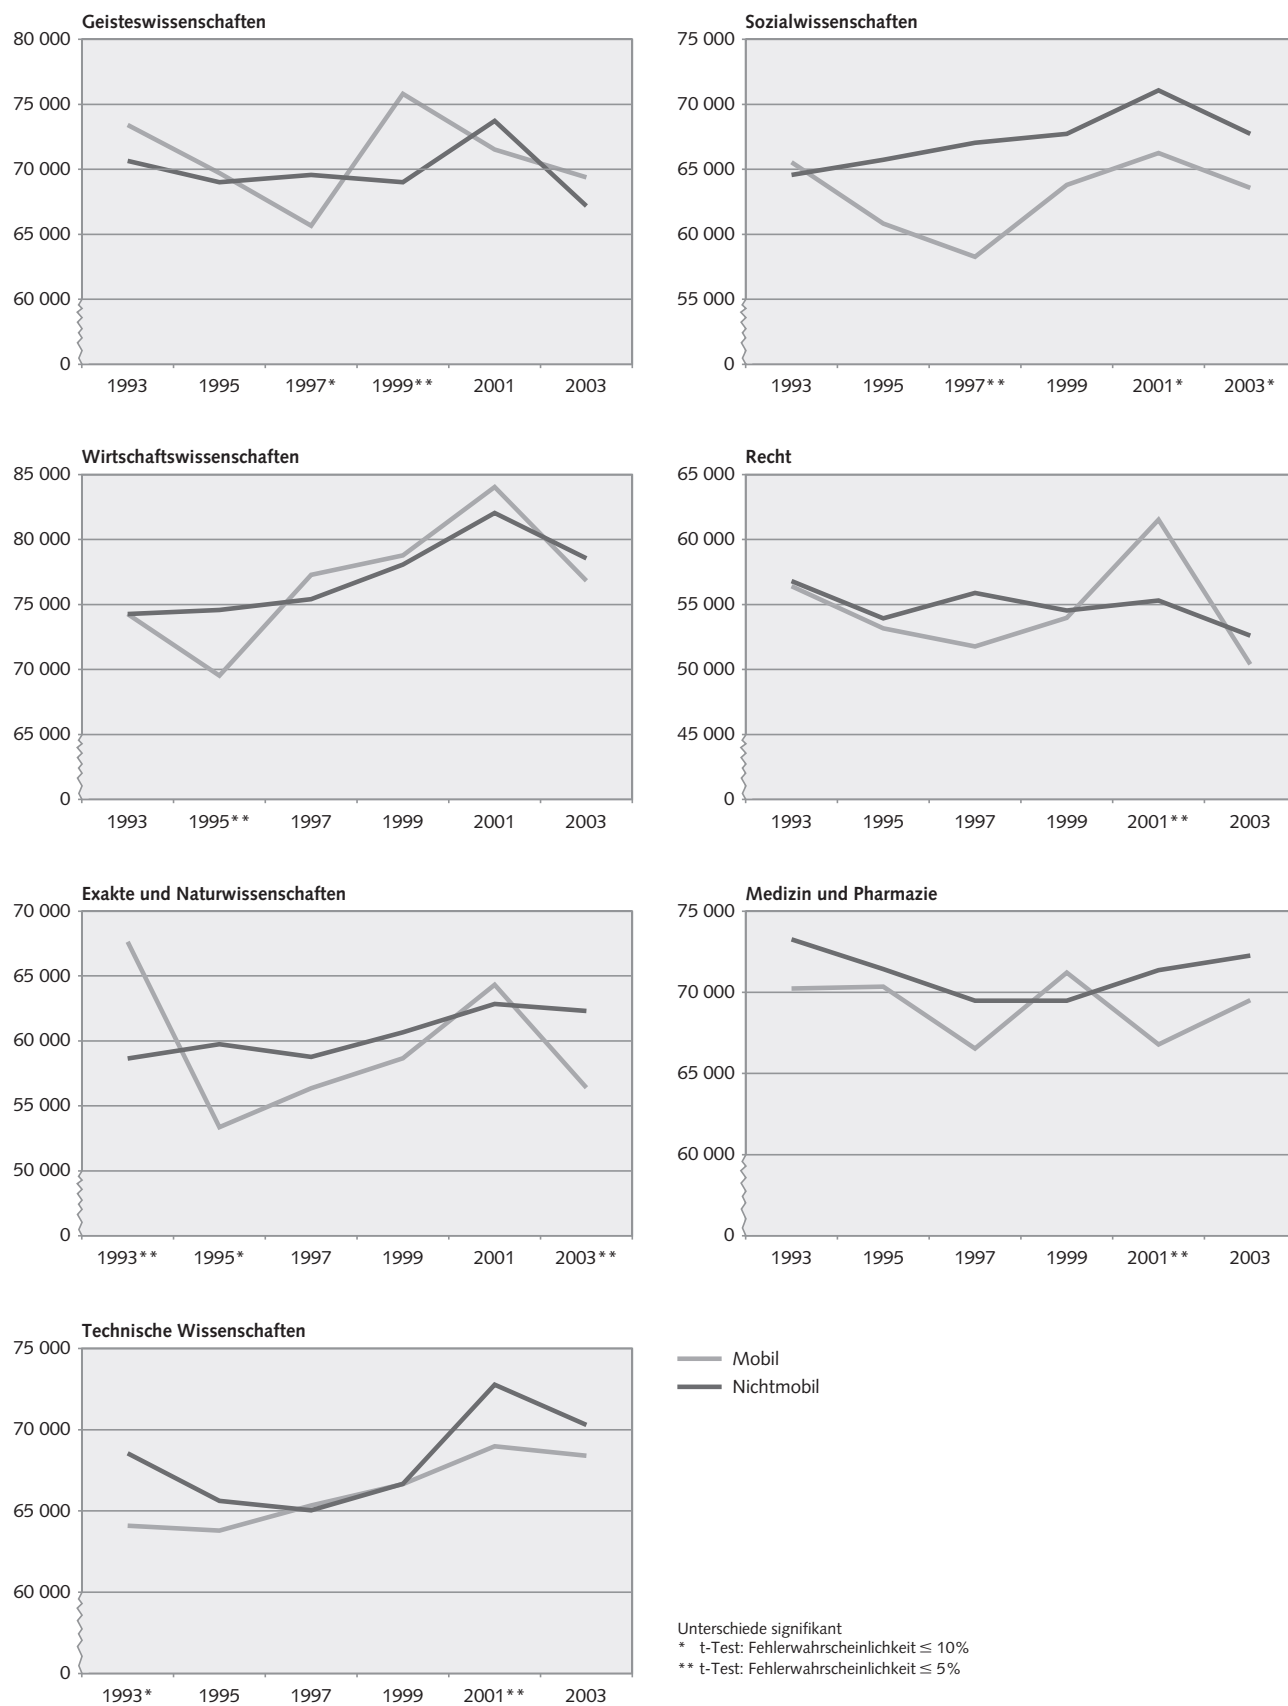 Geisteswissenschaften
80 000
75 000
70 000
65 000
60 000
0
1993 1995 1997* 1999** 2001 2003
Sozialwissenschaften
75 000
70 000
65 000
60 000
55 000
0
1993 1995 1997** 1999 2001* 2003*
Wirtschaftswissenschaften
85 000
80 000
75 000
70 000
65 000
0
1993 1995** 1997 1999 2001 2003
Recht
65 000
60 000
55 000
50 000
45 000
0
1993 1995 1997 1999 2001** 2003
Exakte und Naturwissenschaften
70 000
65 000
60 000
55 000
50 000
0
1993** 1995* 1997 1999 2001 2003**
Medizin und Pharmazie
75 000
70 000
65 000
60 000
0
1993 1995 1997 1999 2001** 2003
Technische Wissenschaften
75 000
70 000
65 000
60 000
0
1993* 1995 1997 1999 2001** 2003
Mobil
Nichtmobil
Unterschiede signifikant
* t-Test: Fehlerwahrscheinlichkeit ≤ 10%
** t-Test: Fehlerwahrscheinlichkeit ≤ 5%